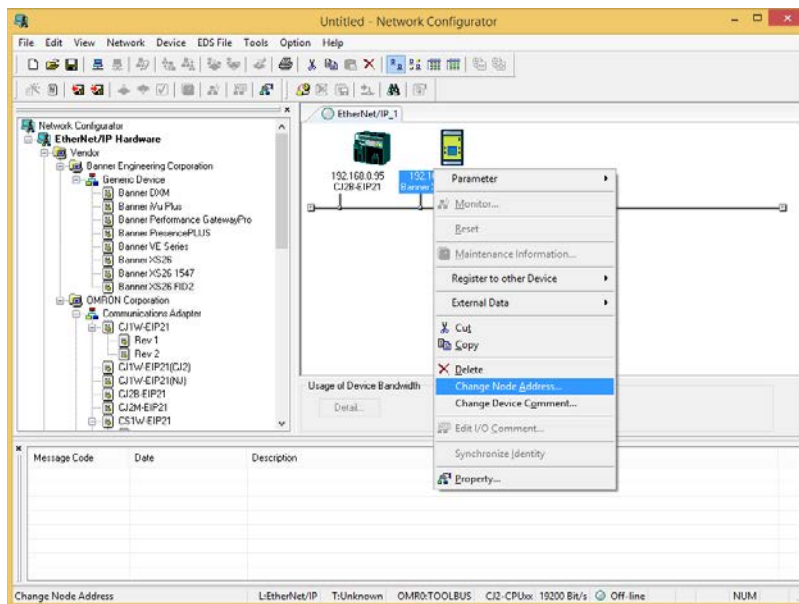 Untitled - Network Configurator
File Edit View Network Device EDS File Tools Option Help
Network Configurator
EtherNet/IP Hardware
Vendor
Banner Engineering Corporation
Generic Device
Banner DXM
Banner iVu Plus
Banner Performance GatewayPro
Banner PresencePLUS
Banner VE Series
Banner XS26
Banner XS26 1547
Banner XS26 FID2
OMRON Corporation
Communications Adapter
CJ1W-EIP21
Rev 1
Rev 2
CJ1W-EIP21(CJ2)
CJ1W-EIP21(NJ)
CJ2B-EIP21
CJ2M-EIP21
CS1W-EIP21
EtherNet/IP_1
192.168.0.95
CJ2B-EIP21
Banner
Parameter
Monitor...
Reset
Maintenance Information...
Register to other Device
External Data
Cut
Copy
Delete
Change Node Address...
Change Device Comment...
Edit I/O Comment...
Synchronize Identity
Property...
Usage of Device Bandwidth
Detail...
Message Code Date Description
Change Node Address L:EtherNet/IP T:Unknown OMR0:TOOLBUS CJ2-CPUxx 19200 Bit/s Off-line NUM